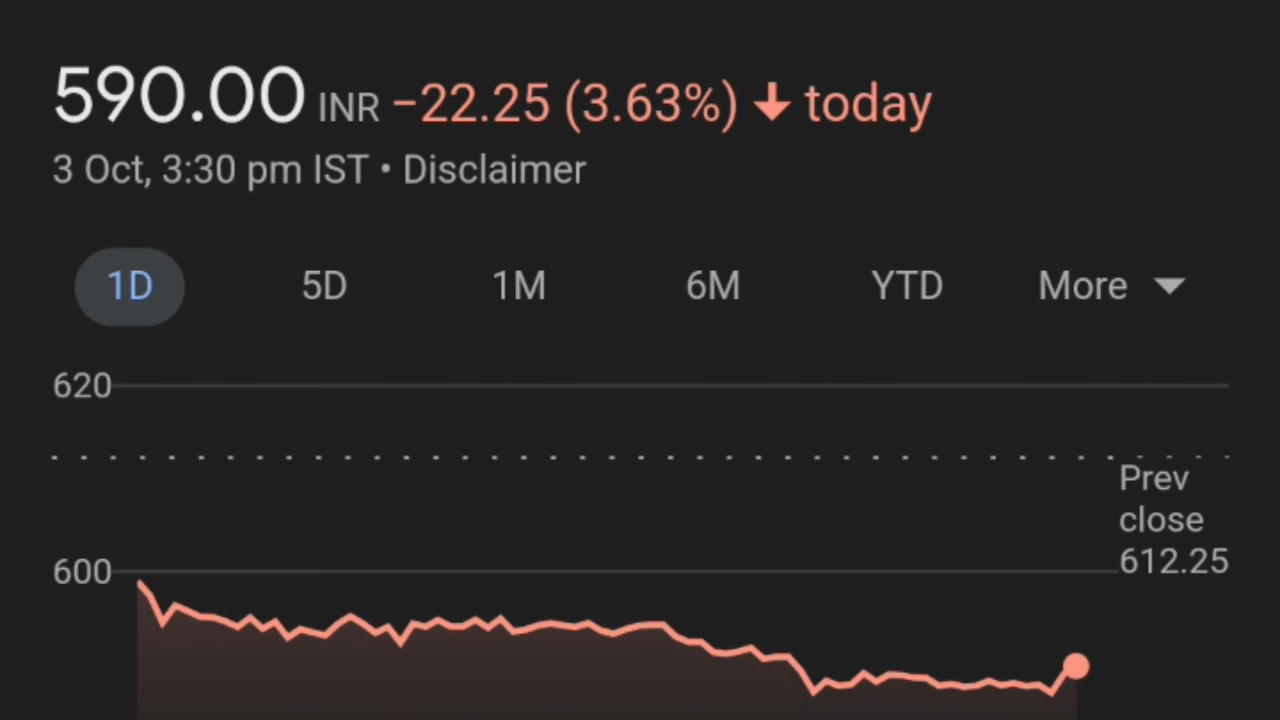 590.00 INR −22.25 (3.63%) ↓ today
3 Oct, 3:30 pm IST • Disclaimer
1D 5D 1M 6M YTD More
620
Prev
close
612.25
600